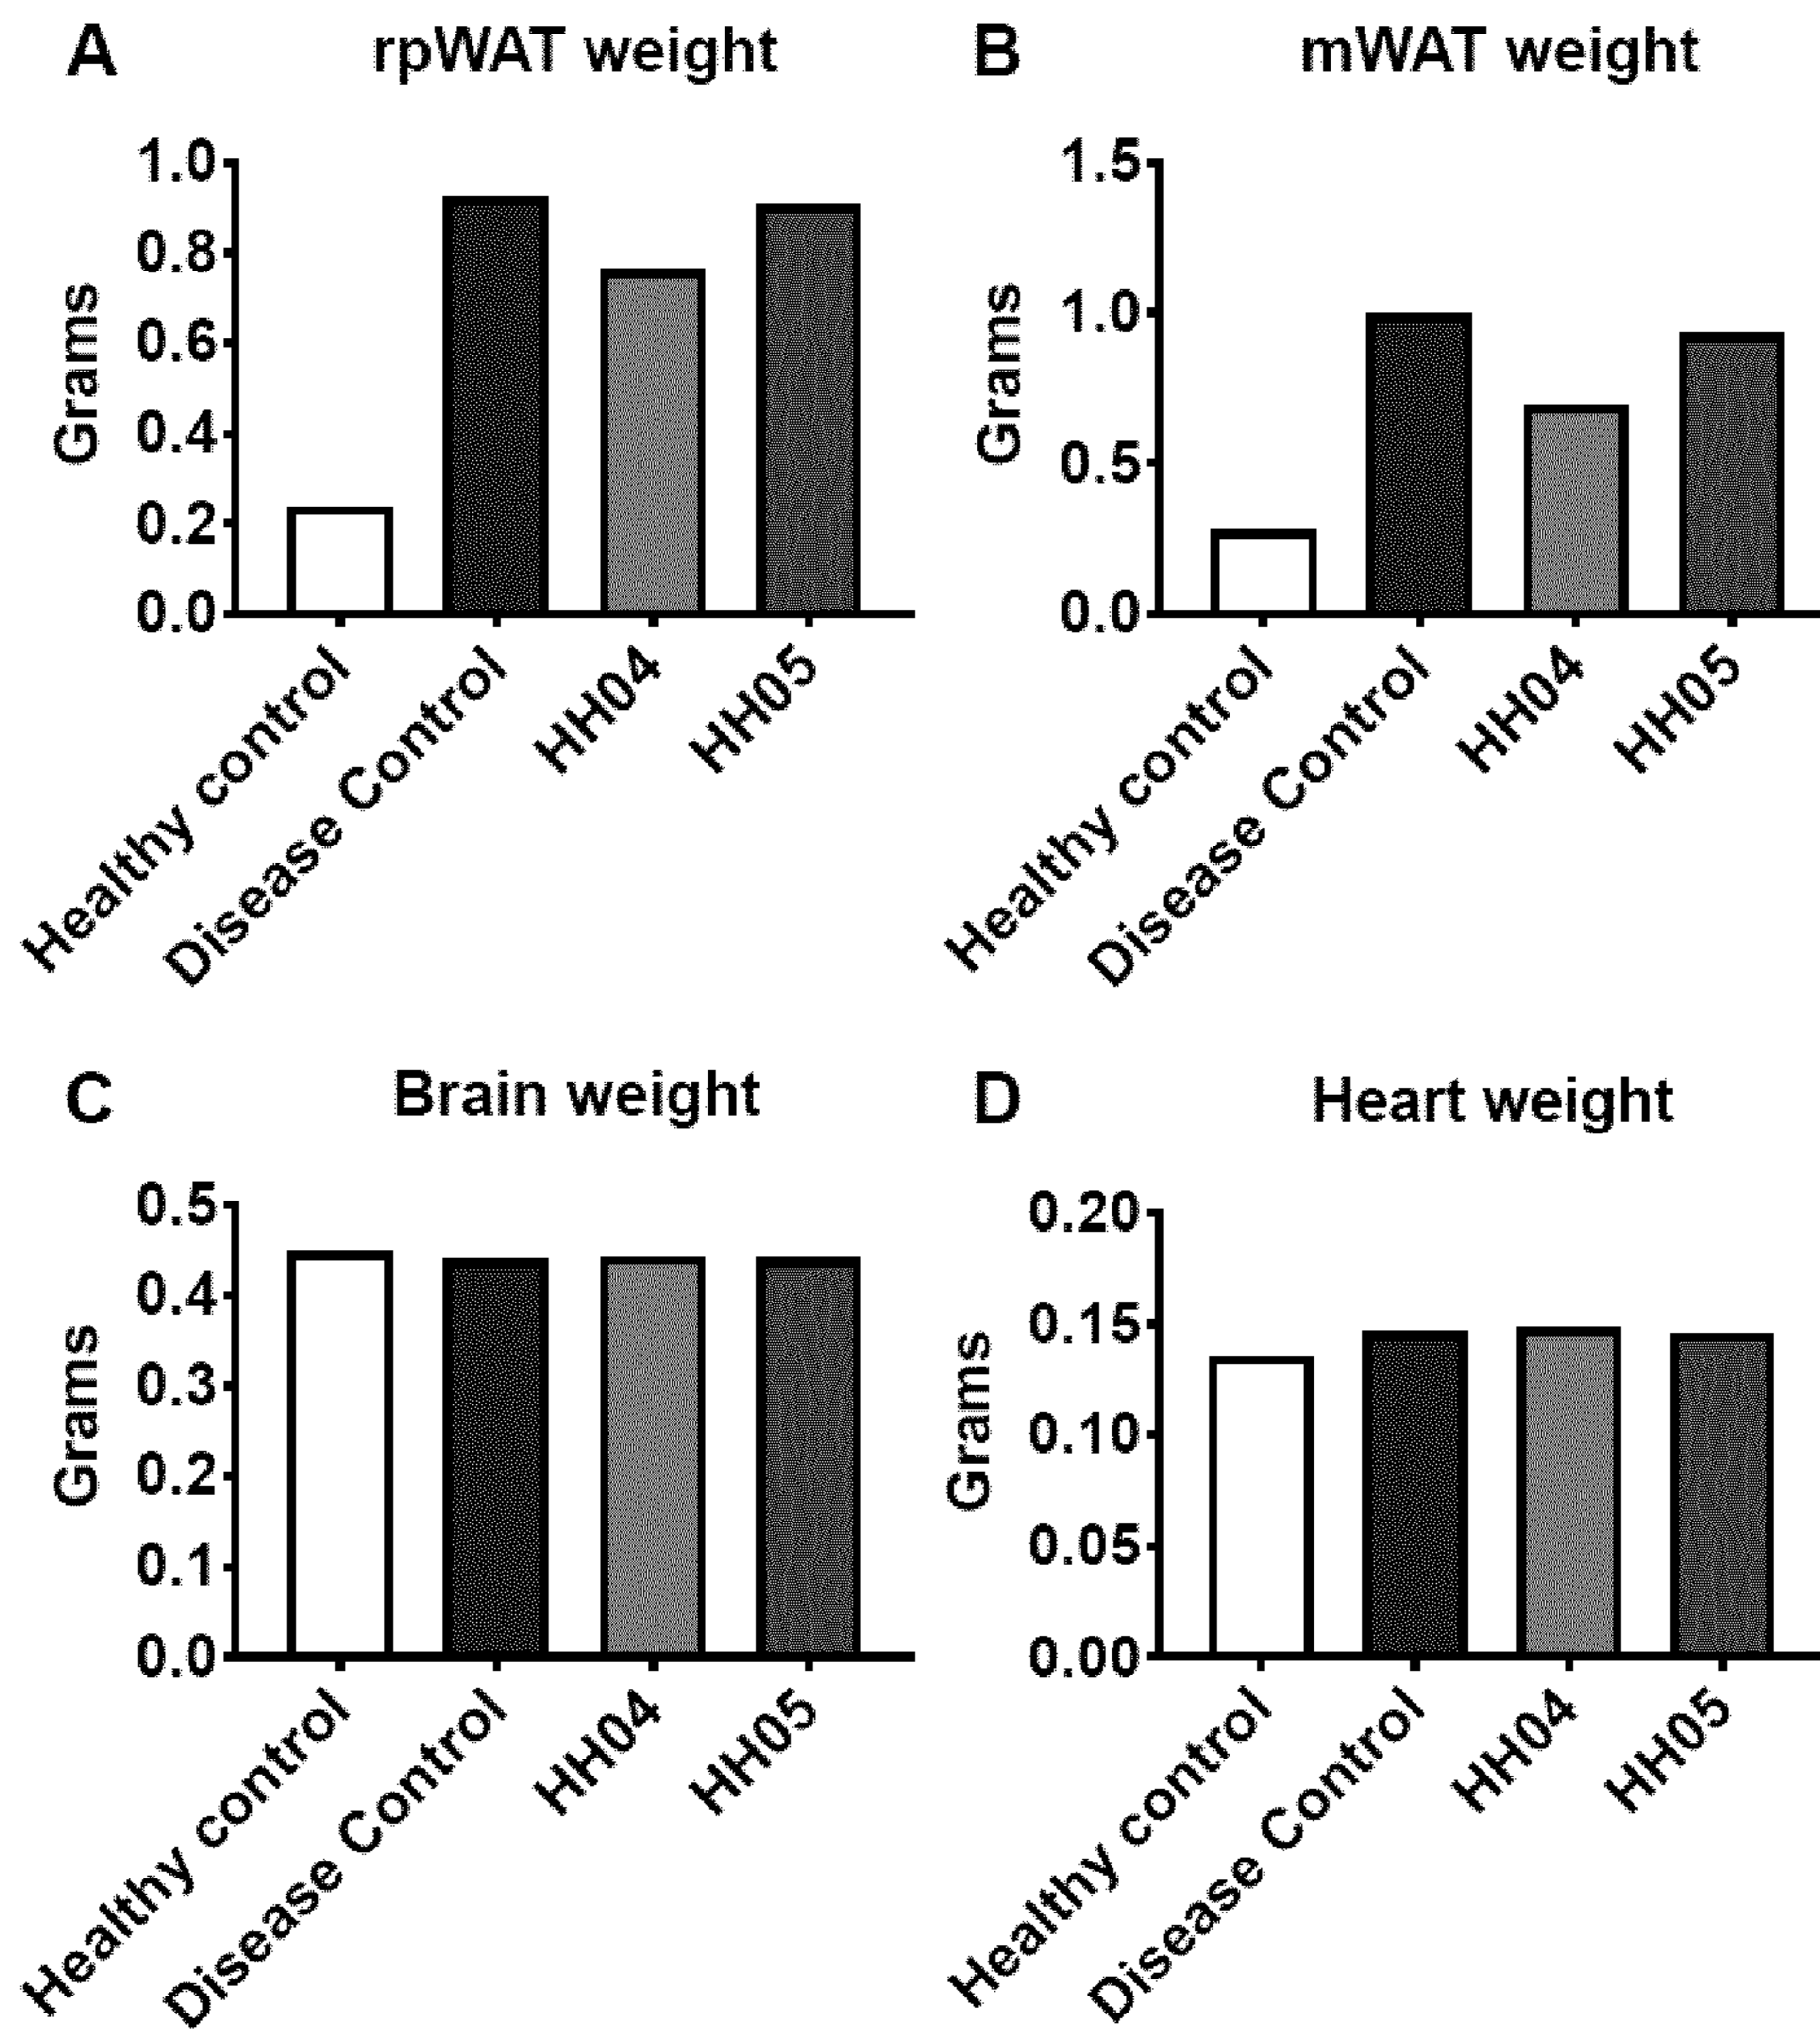 A
rpWAT weight
1.0
0.8
0.6
0.4
0.2
0.0
Grams
Healthy control
Disease Control
HH04
HH05
B
mWAT weight
1.5
1.0
0.5
0.0
Grams
Healthy control
Disease Control
HH04
HH05
C
Brain weight
0.5
0.4
0.3
0.2
0.1
0.0
Grams
Healthy control
Disease Control
HH04
HH05
D
Heart weight
0.20
0.15
0.10
0.05
0.00
Grams
Healthy control
Disease Control
HH04
HH05